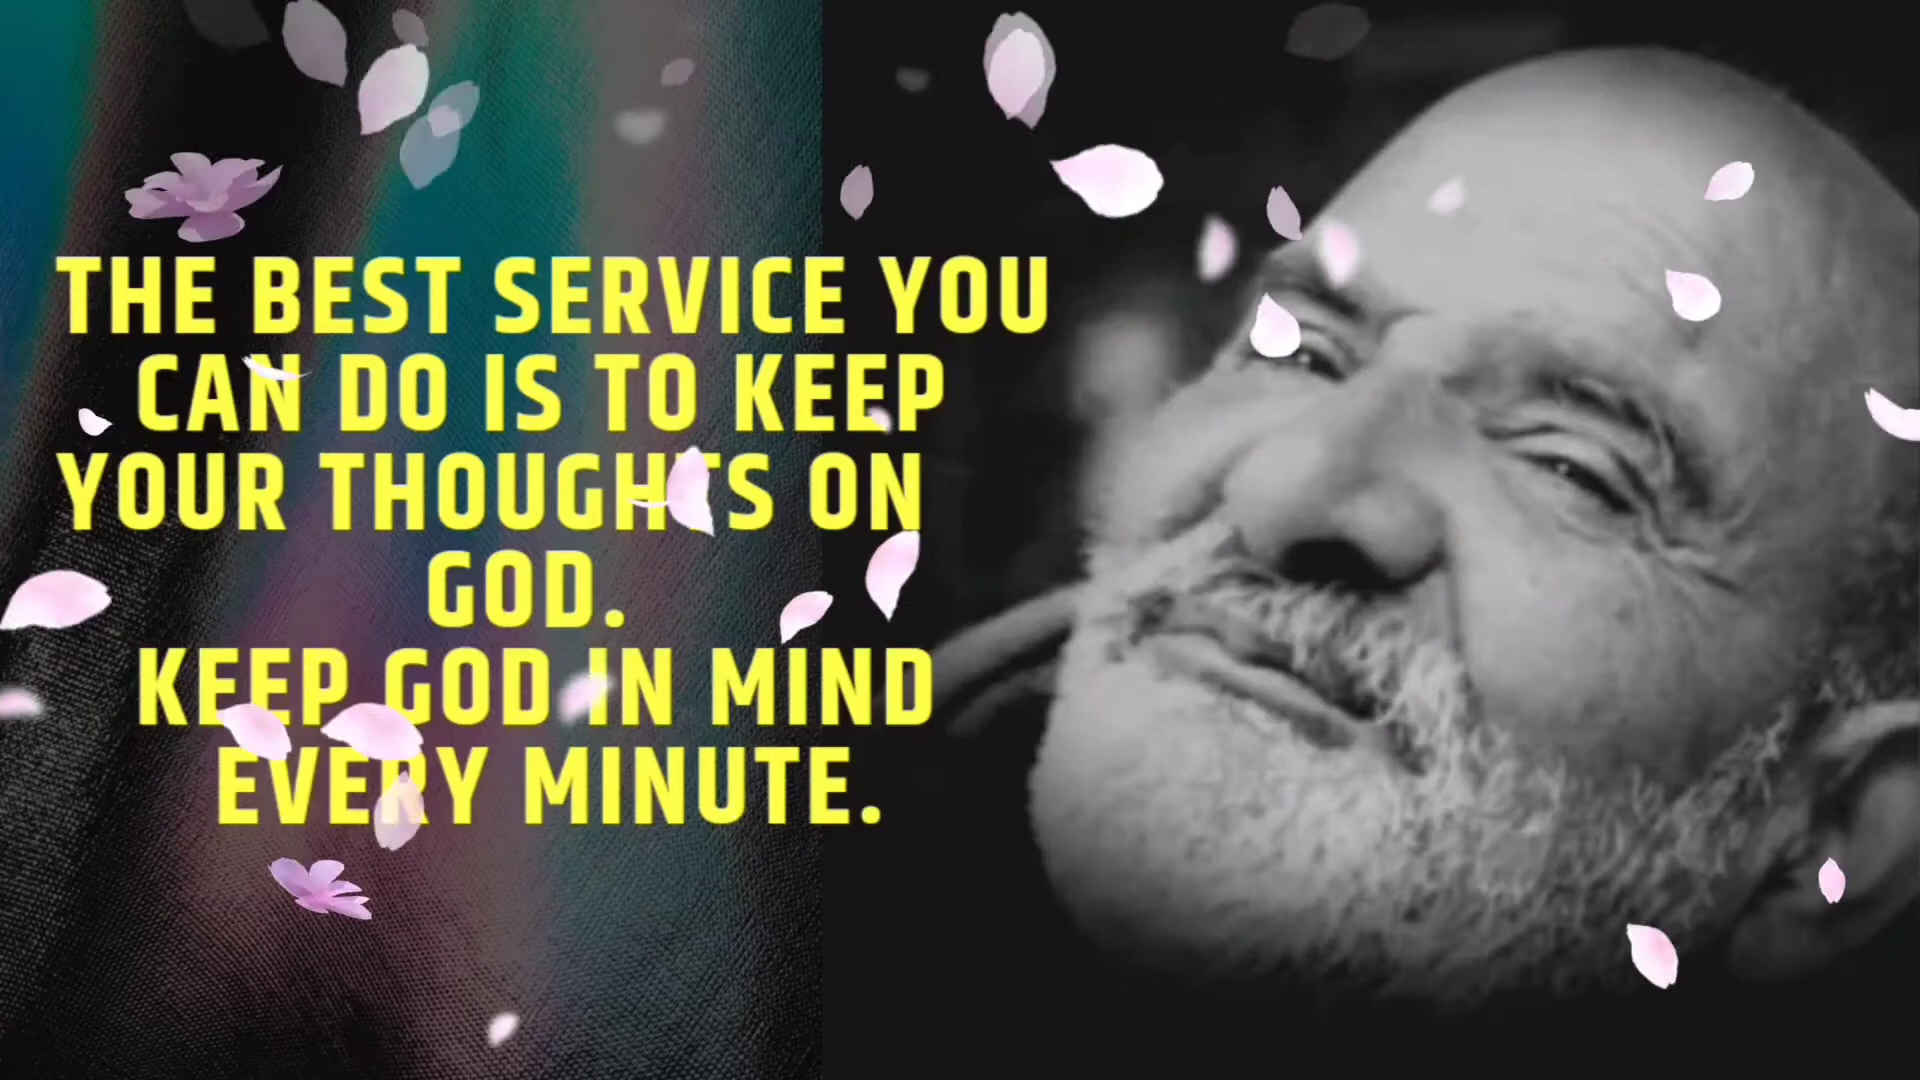 THE BEST SERVICE YOU
CAN DO IS TO KEEP
YOUR THOUGHTS ON
GOD.
KEEP GOD IN MIND
EVERY MINUTE.